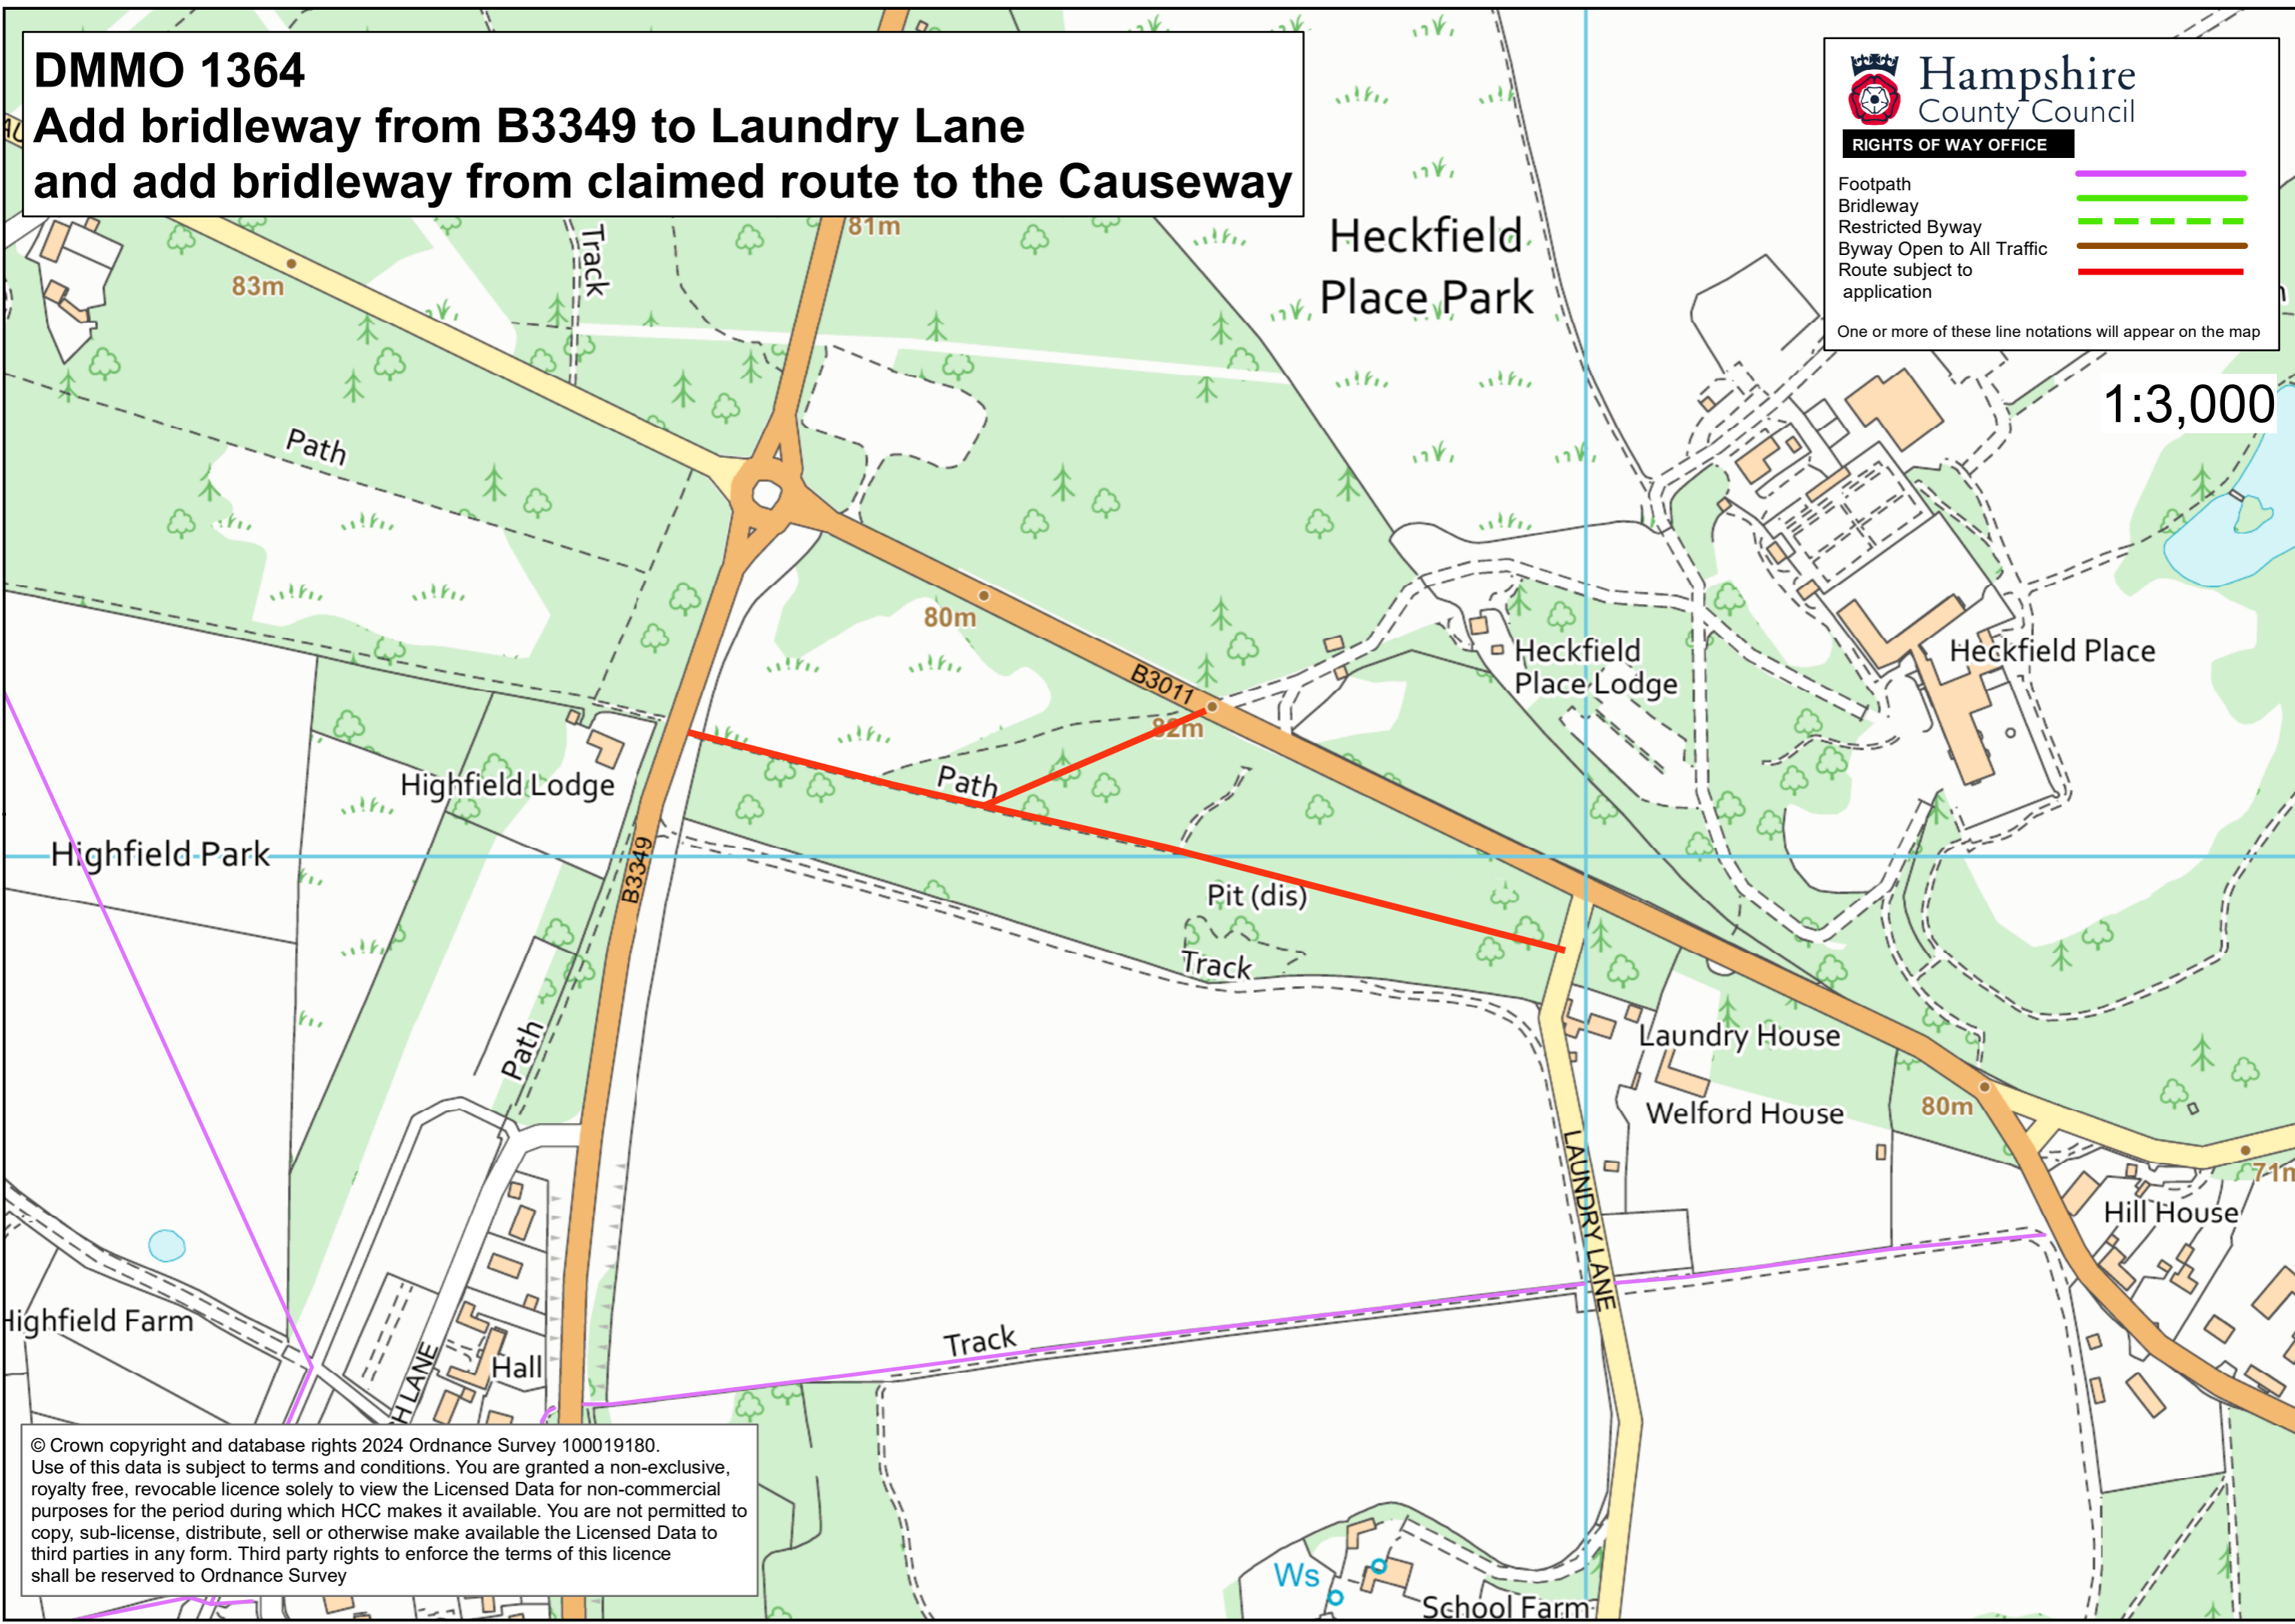 DMMO 1364
Add bridleway from B3349 to Laundry Lane
and add bridleway from claimed route to the Causeway
Hampshire
County Council
RIGHTS OF WAY OFFICE
Footpath
Bridleway
Restricted Byway
Byway Open to All Traffic
Route subject to
application
One or more of these line notations will appear on the map
1:3,000
81m
83m
Track
Heckfield
Place Park
Path
80m
B3011
82m
Heckfield
Place Lodge
Heckfield Place
Highfield Lodge
Path
Highfield Park
B3349
Pit (dis)
Track
Path
Laundry House
Welford House
80m
71m
LAUNDRY LANE
Hill House
Highfield Farm
Track
Hall
H LANE
Ws
School Farm
© Crown copyright and database rights 2024 Ordnance Survey 100019180.
Use of this data is subject to terms and conditions. You are granted a non-exclusive,
royalty free, revocable licence solely to view the Licensed Data for non-commercial
purposes for the period during which HCC makes it available. You are not permitted to
copy, sub-license, distribute, sell or otherwise make available the Licensed Data to
third parties in any form. Third party rights to enforce the terms of this licence
shall be reserved to Ordnance Survey